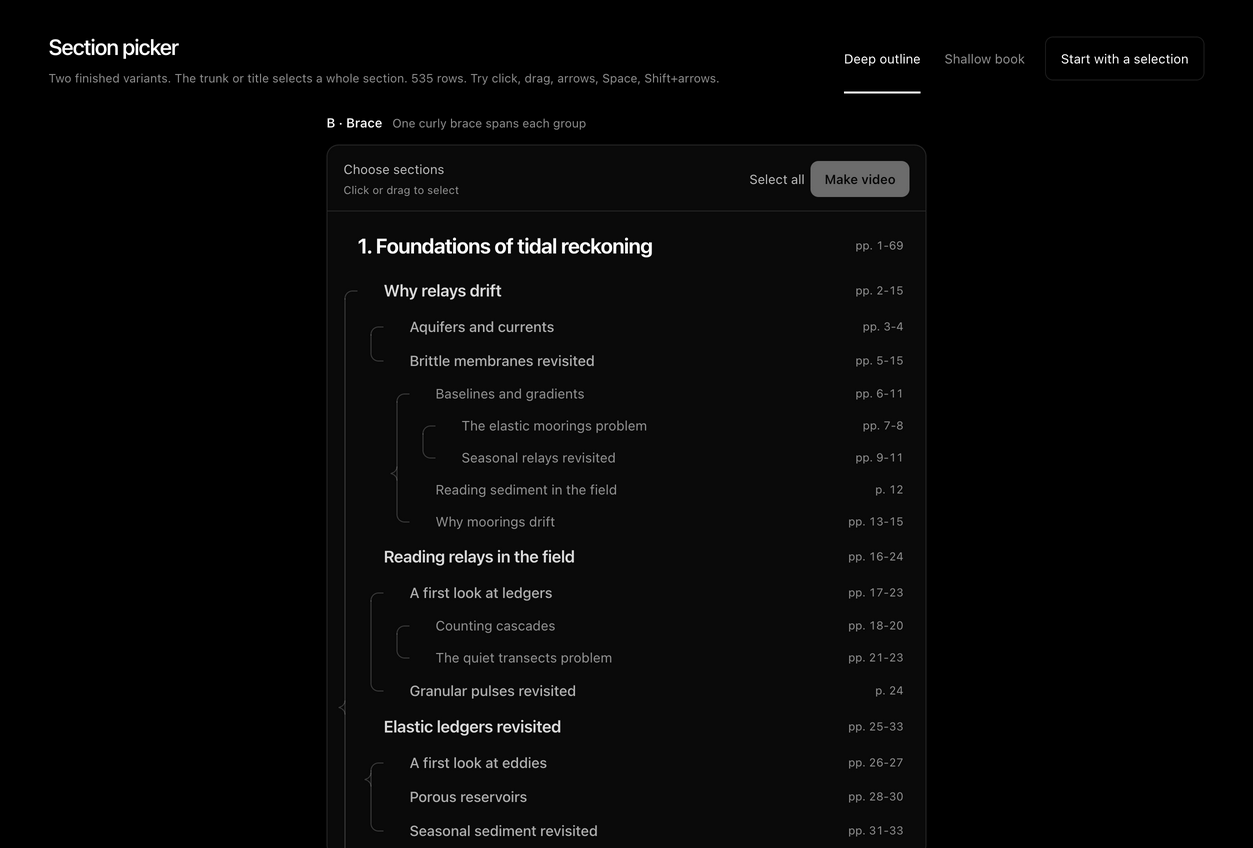 Section picker
Two finished variants. The trunk or title selects a whole section. 535 rows. Try click, drag, arrows, Space, Shift+arrows.
Deep outline
Shallow book
Start with a selection
B · Brace One curly brace spans each group
Choose sections
Click or drag to select
Select all
Make video
1. Foundations of tidal reckoning pp. 1-69
Why relays drift pp. 2-15
Aquifers and currents pp. 3-4
Brittle membranes revisited pp. 5-15
Baselines and gradients pp. 6-11
The elastic moorings problem pp. 7-8
Seasonal relays revisited pp. 9-11
Reading sediment in the field p. 12
Why moorings drift pp. 13-15
Reading relays in the field pp. 16-24
A first look at ledgers pp. 17-23
Counting cascades pp. 18-20
The quiet transects problem pp. 21-23
Granular pulses revisited p. 24
Elastic ledgers revisited pp. 25-33
A first look at eddies pp. 26-27
Porous reservoirs pp. 28-30
Seasonal sediment revisited pp. 31-33